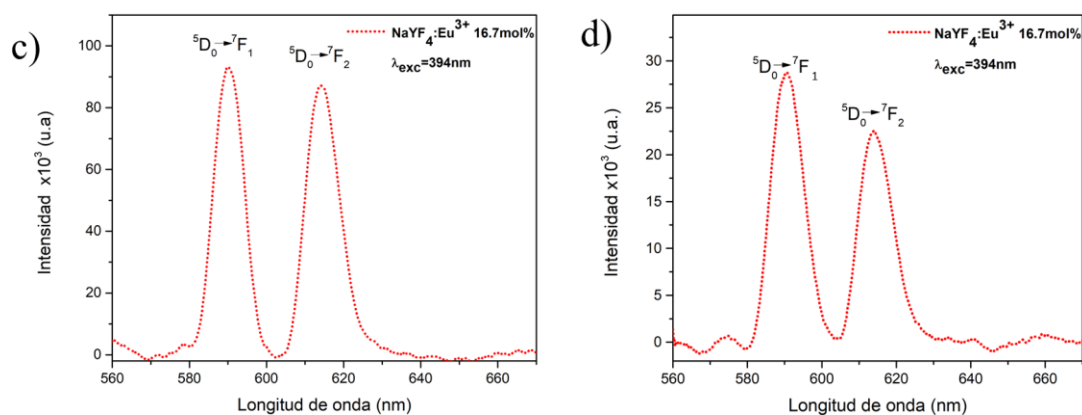 c)
⁵D₀→⁷F₁
⁵D₀→⁷F₂
NaYF₄:Eu³⁺ 16.7mol%
λexc=394nm
100
80
60
40
20
0
560 580 600 620 640 660
Intensidad x10³ (u.a)
Longitud de onda (nm)
d)
⁵D₀→⁷F₁
⁵D₀→⁷F₂
NaYF₄:Eu³⁺ 16.7mol%
λexc=394nm
30
25
20
15
10
5
0
560 580 600 620 640 660
Intensidad x10³ (u.a.)
Longitud de onda (nm)